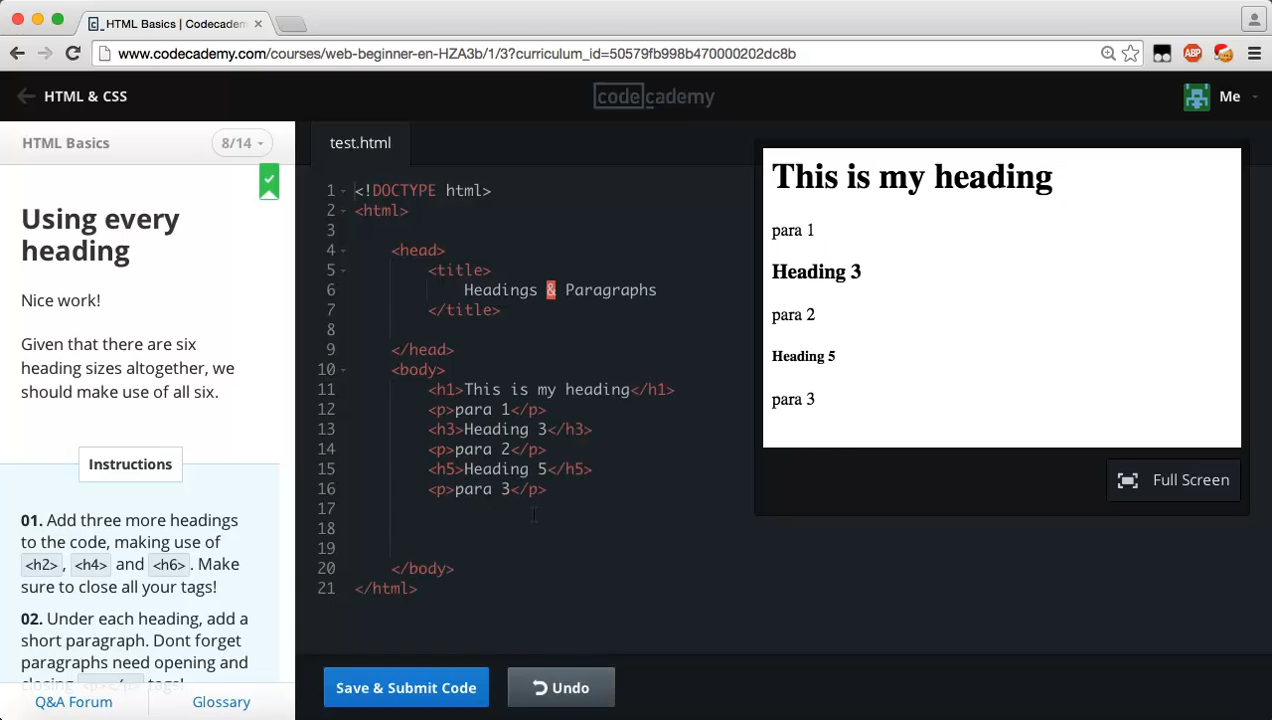 HTML Basics | Codecadem
www.codecademy.com/courses/web-beginner-en-HZA3b/1/3?curriculum_id=50579fb998b470000202dc8b
ABP
HTML & CSS
codecademy
Me
HTML Basics
8/14
Using every
heading
Nice work!
Given that there are six
heading sizes altogether, we
should make use of all six.
Instructions
01. Add three more headings
to the code, making use of
<h2>, <h4> and <h6>. Make
sure to close all your tags!
02. Under each heading, add a
short paragraph. Dont forget
paragraphs need opening and
closing <p></p> tags!
Q&A Forum
Glossary
test.html
1 <!DOCTYPE html>
2 <html>
3
4 <head>
5 <title>
6 Headings & Paragraphs
7 </title>
8
9 </head>
10 <body>
11 <h1>This is my heading</h1>
12 <p>para 1</p>
13 <h3>Heading 3</h3>
14 <p>para 2</p>
15 <h5>Heading 5</h5>
16 <p>para 3</p>
17
18
19
20 </body>
21 </html>
Save & Submit Code
Undo
This is my heading
para 1
Heading 3
para 2
Heading 5
para 3
Full Screen